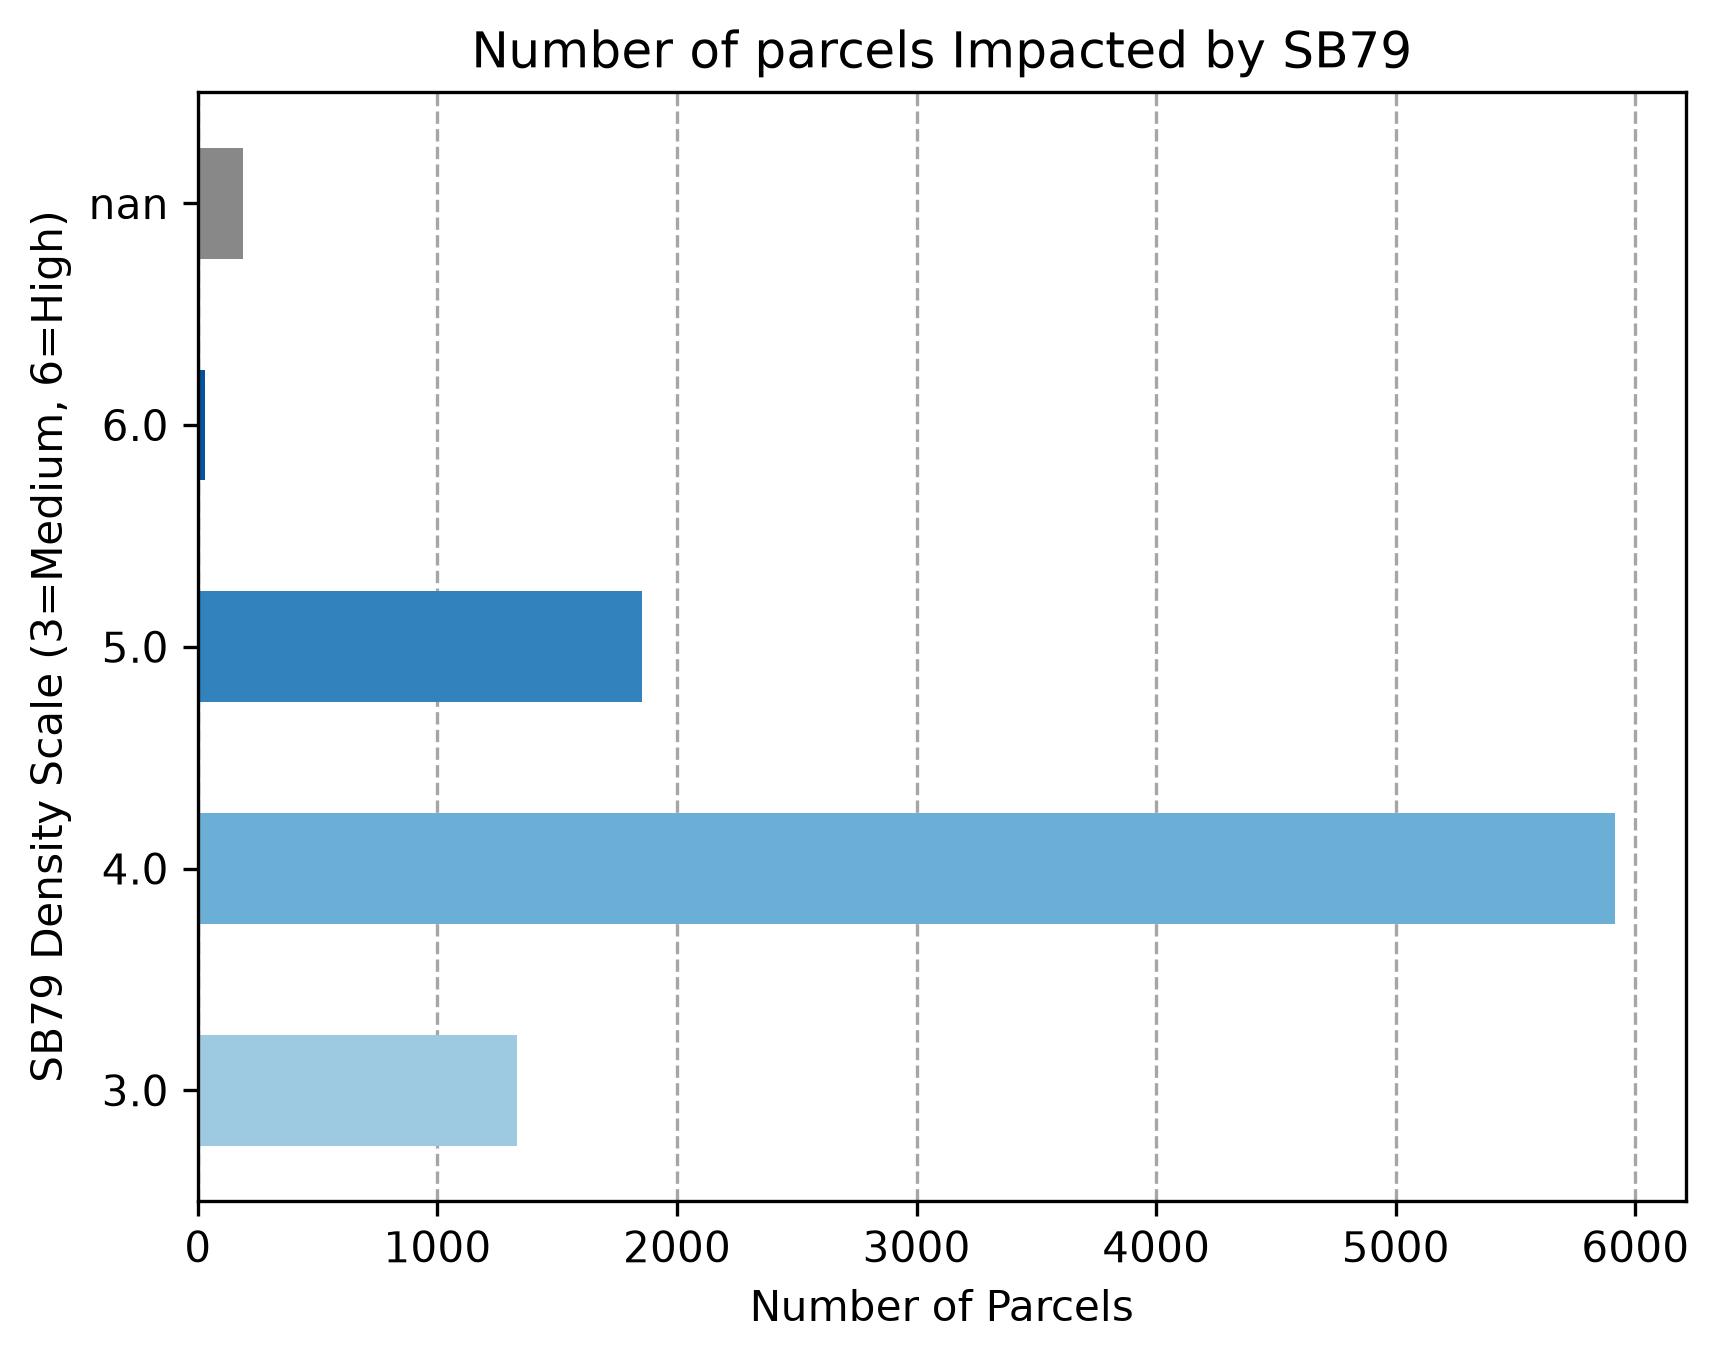 Number of parcels Impacted by SB79
SB79 Density Scale (3=Medium, 6=High)
nan
6.0
5.0
4.0
3.0
0 1000 2000 3000 4000 5000 6000
Number of Parcels